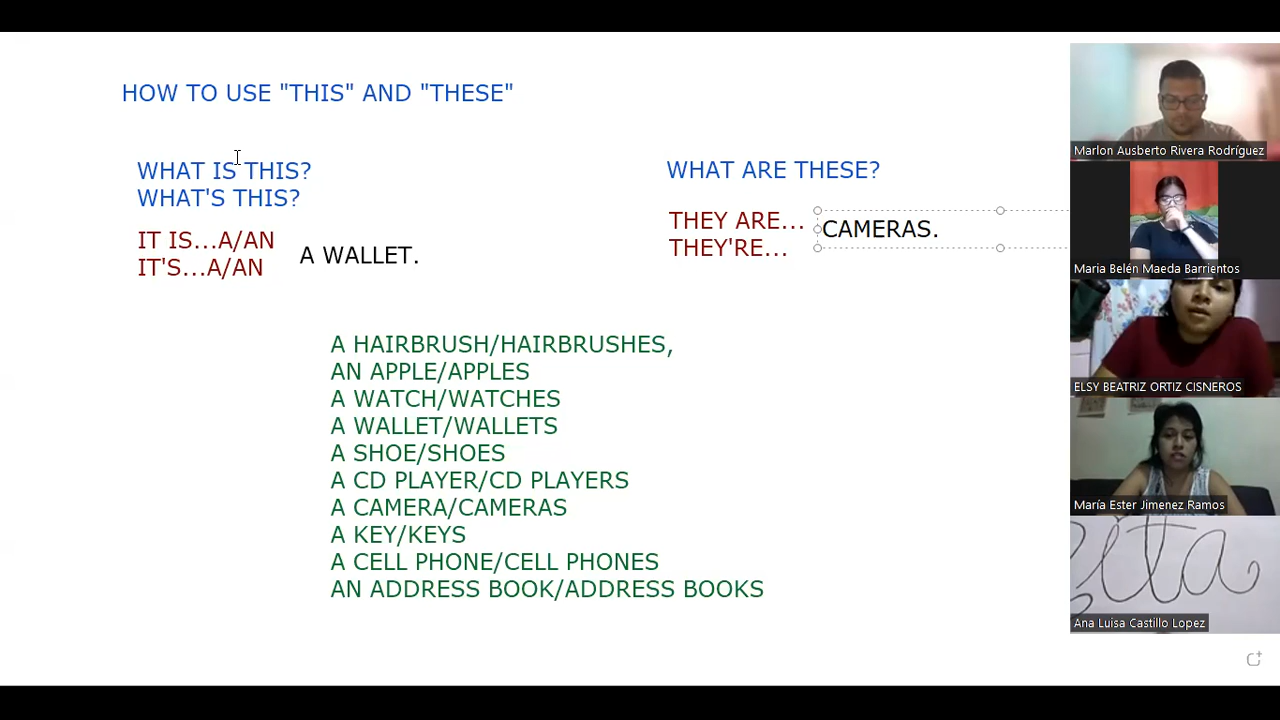 HOW TO USE "THIS" AND "THESE"
WHAT IS THIS?
WHAT'S THIS?
IT IS...A/AN
IT'S...A/AN
A WALLET.
WHAT ARE THESE?
THEY ARE...
THEY'RE...
CAMERAS.
A HAIRBRUSH/HAIRBRUSHES,
AN APPLE/APPLES
A WATCH/WATCHES
A WALLET/WALLETS
A SHOE/SHOES
A CD PLAYER/CD PLAYERS
A CAMERA/CAMERAS
A KEY/KEYS
A CELL PHONE/CELL PHONES
AN ADDRESS BOOK/ADDRESS BOOKS
Marlon Ausberto Rivera Rodríguez
Maria Belén Maeda Barrientos
ELSY BEATRIZ ORTIZ CISNEROS
María Ester Jimenez Ramos
Ana Luisa Castillo Lopez